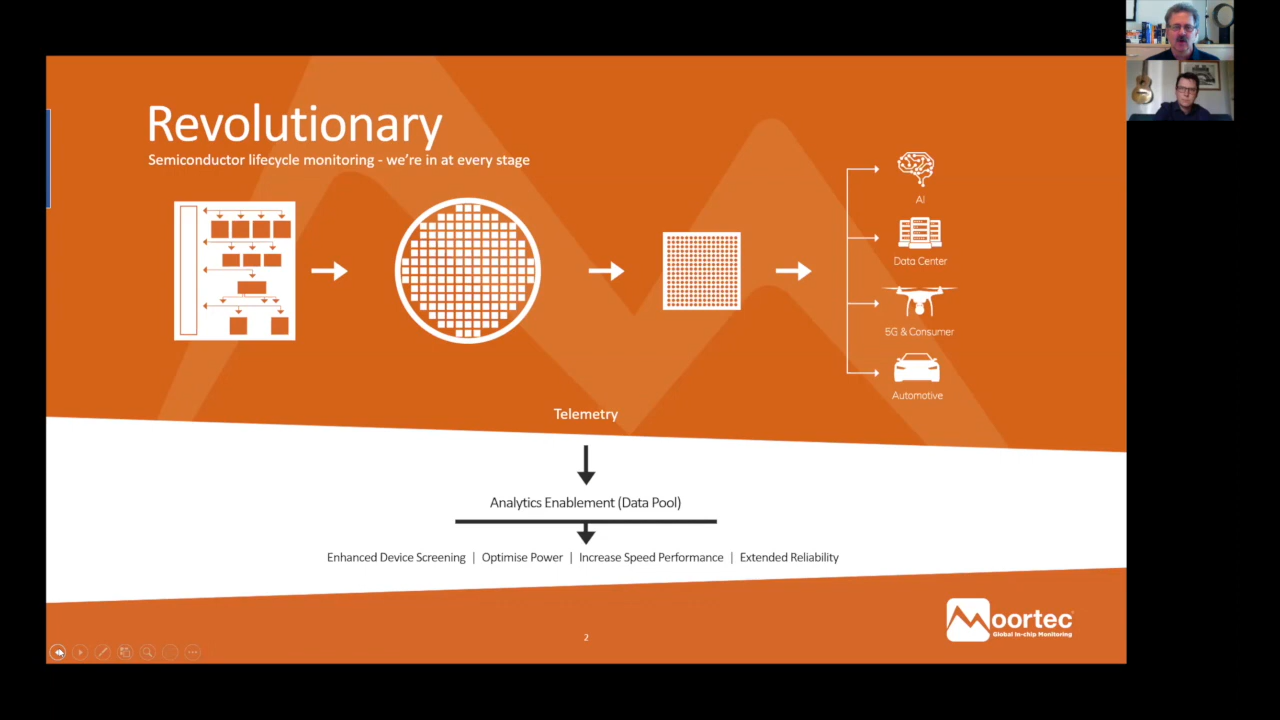 Revolutionary
Semiconductor lifecycle monitoring - we're in at every stage
AI
Data Center
5G & Consumer
Automotive
Telemetry
Analytics Enablement (Data Pool)
Enhanced Device Screening | Optimise Power | Increase Speed Performance | Extended Reliability
2
Moortec
Global In-chip Monitoring